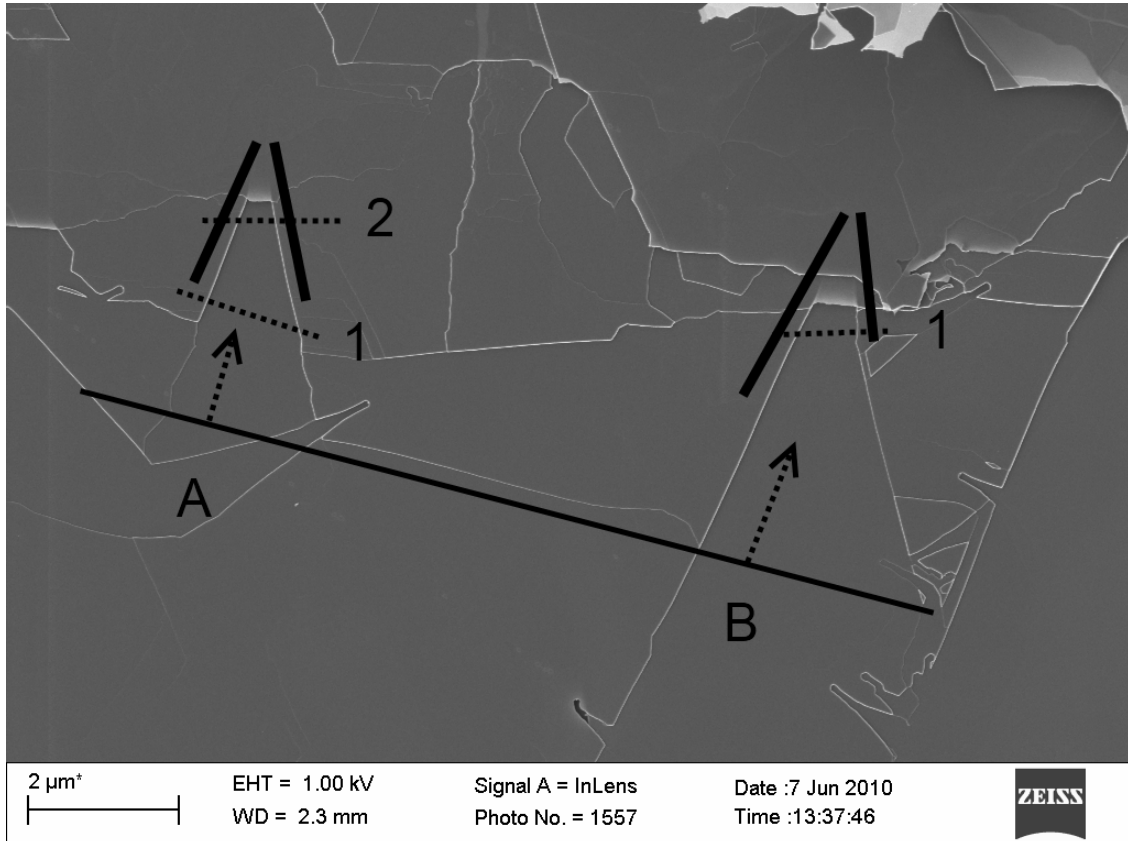 2
1
1
A
B
2 µm*
EHT = 1.00 kV
WD = 2.3 mm
Signal A = InLens
Photo No. = 1557
Date :7 Jun 2010
Time :13:37:46
ZEISS